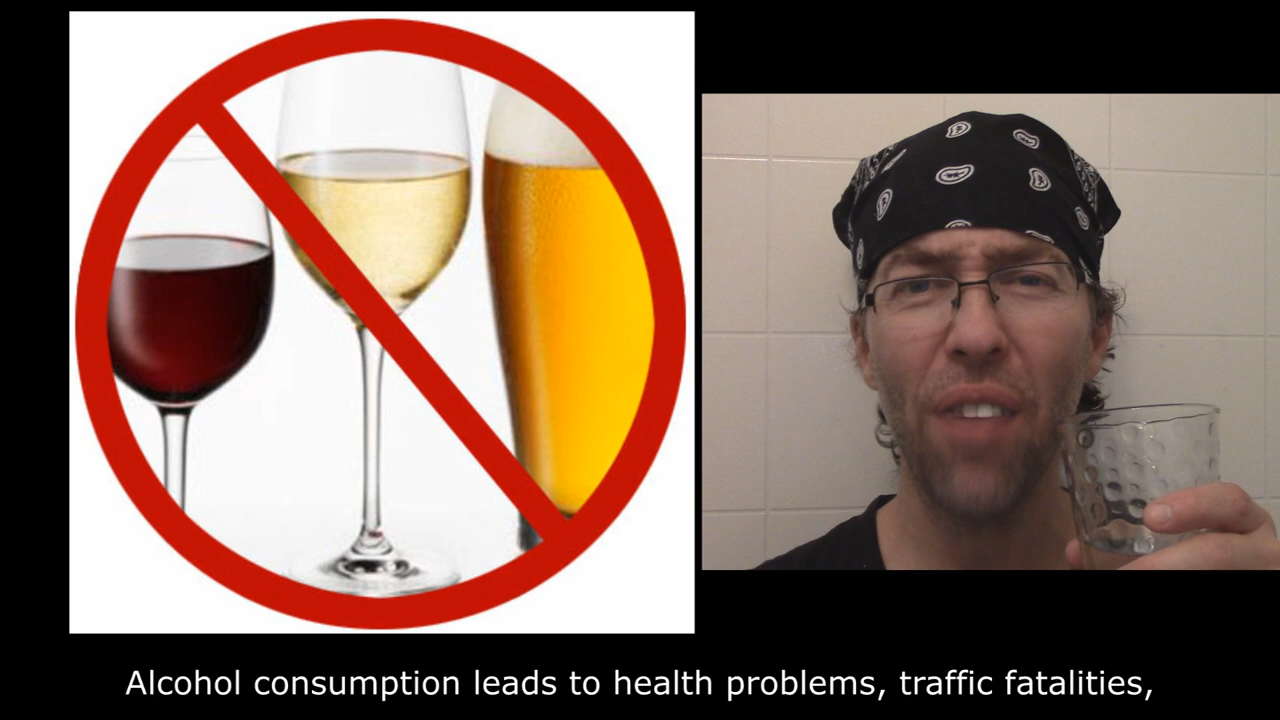 Alcohol consumption leads to health problems, traffic fatalities,